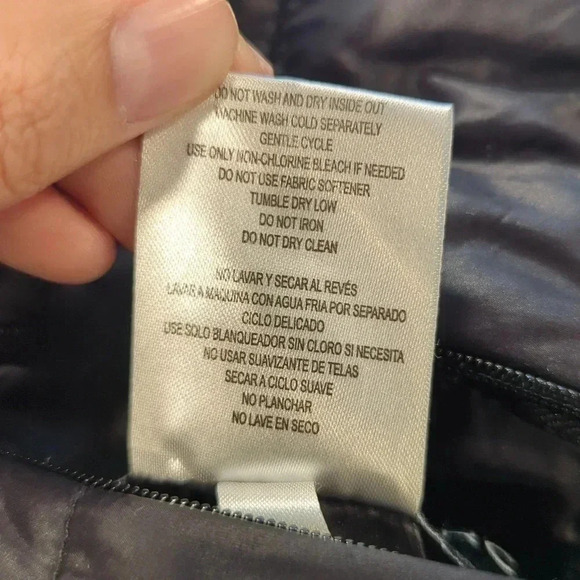 DO NOT WASH AND DRY INSIDE OUT
MACHINE WASH COLD SEPARATELY
GENTLE CYCLE
USE ONLY NON-CHLORINE BLEACH IF NEEDED
DO NOT USE FABRIC SOFTENER
TUMBLE DRY LOW
DO NOT IRON
DO NOT DRY CLEAN
NO LAVAR Y SECAR AL REVÉS
LAVAR A MAQUINA CON AGUA FRIA POR SEPARADO
CICLO DELICADO
USE SOLO BLANQUEADOR SIN CLORO SI NECESITA
NO USAR SUAVIZANTE DE TELAS
SECAR A CICLO SUAVE
NO PLANCHAR
NO LAVE EN SECO